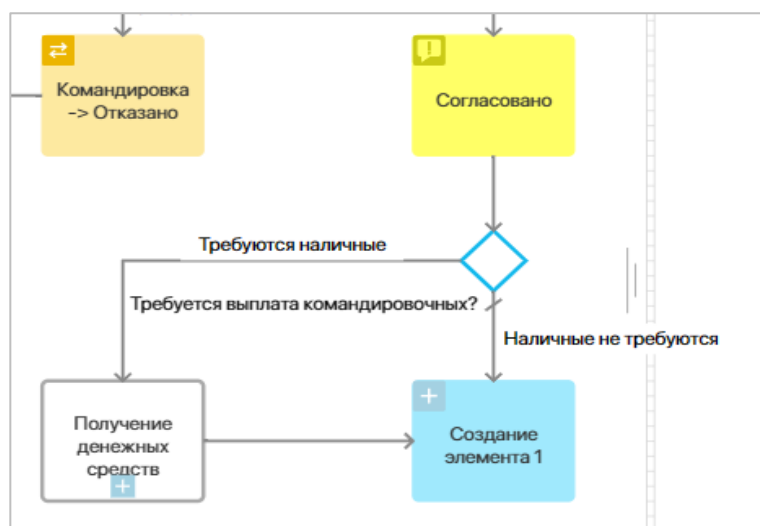 Командировка
-> Отказано
Согласовано
Требуются наличные
Требуется выплата командировочных?
Наличные не требуются
Получение
денежных
средств
Создание
элемента 1